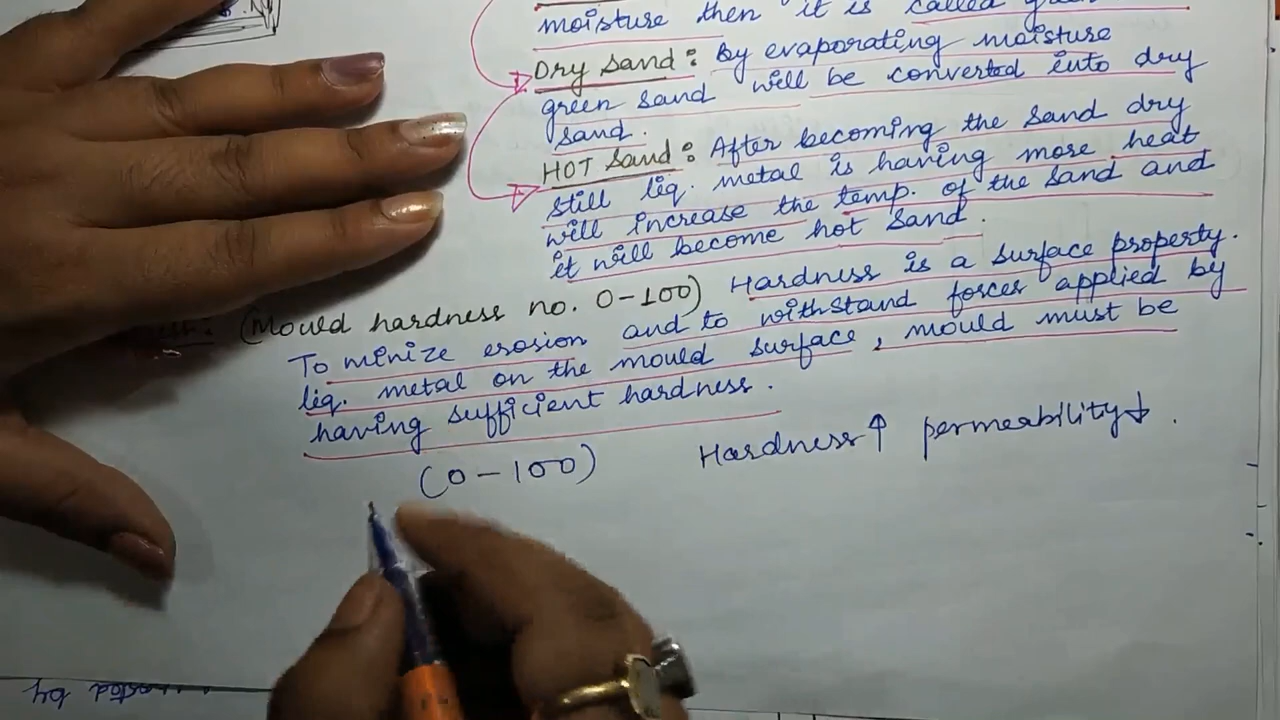 moisture then it is called green
Dry Sand : By evaporating moisture
green sand will be converted into dry
sand.
HOT Sand : After becoming the sand dry
still liq. metal is having more heat
will increase the temp. of the sand and
it will become hot sand.
(Mould hardness no. 0-100) Hardness is a surface property.
To minize erosion and to withstand forces applied by
liq. metal on the mould surface, mould must be
having sufficient hardness.
(0-100) Hardness↑ permeability↓.